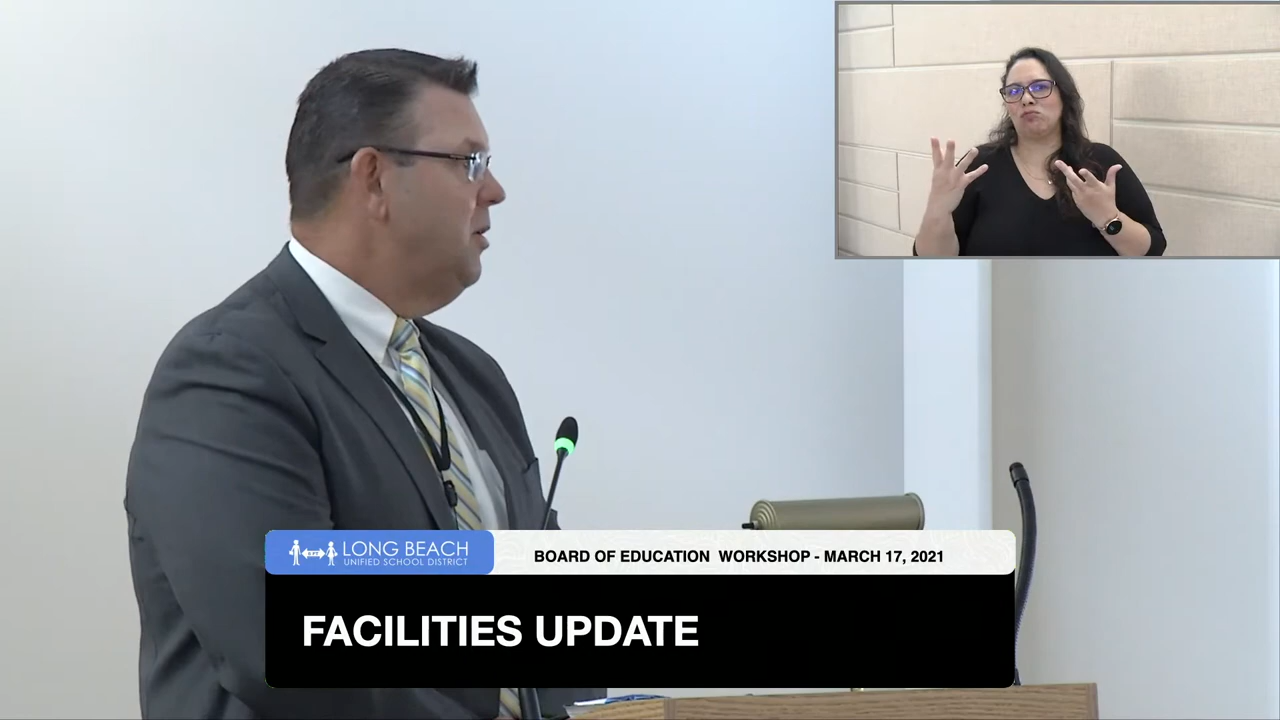 LONG BEACH
UNIFIED SCHOOL DISTRICT
BOARD OF EDUCATION WORKSHOP - MARCH 17, 2021
FACILITIES UPDATE